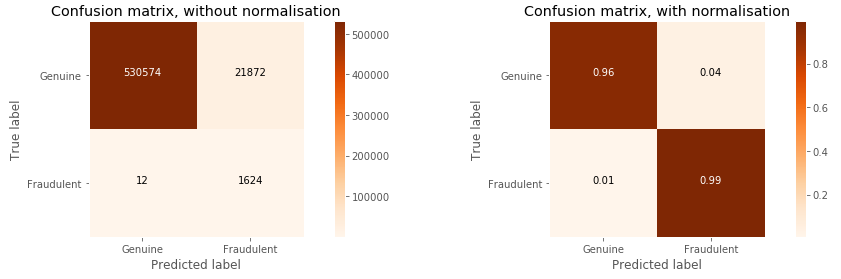 Confusion matrix, without normalisation
Genuine
Fraudulent
True label
530574 21872
12 1624
Genuine Fraudulent
Predicted label
500000
400000
300000
200000
100000
Confusion matrix, with normalisation
Genuine
Fraudulent
True label
0.96 0.04
0.01 0.99
Genuine Fraudulent
Predicted label
0.8
0.6
0.4
0.2